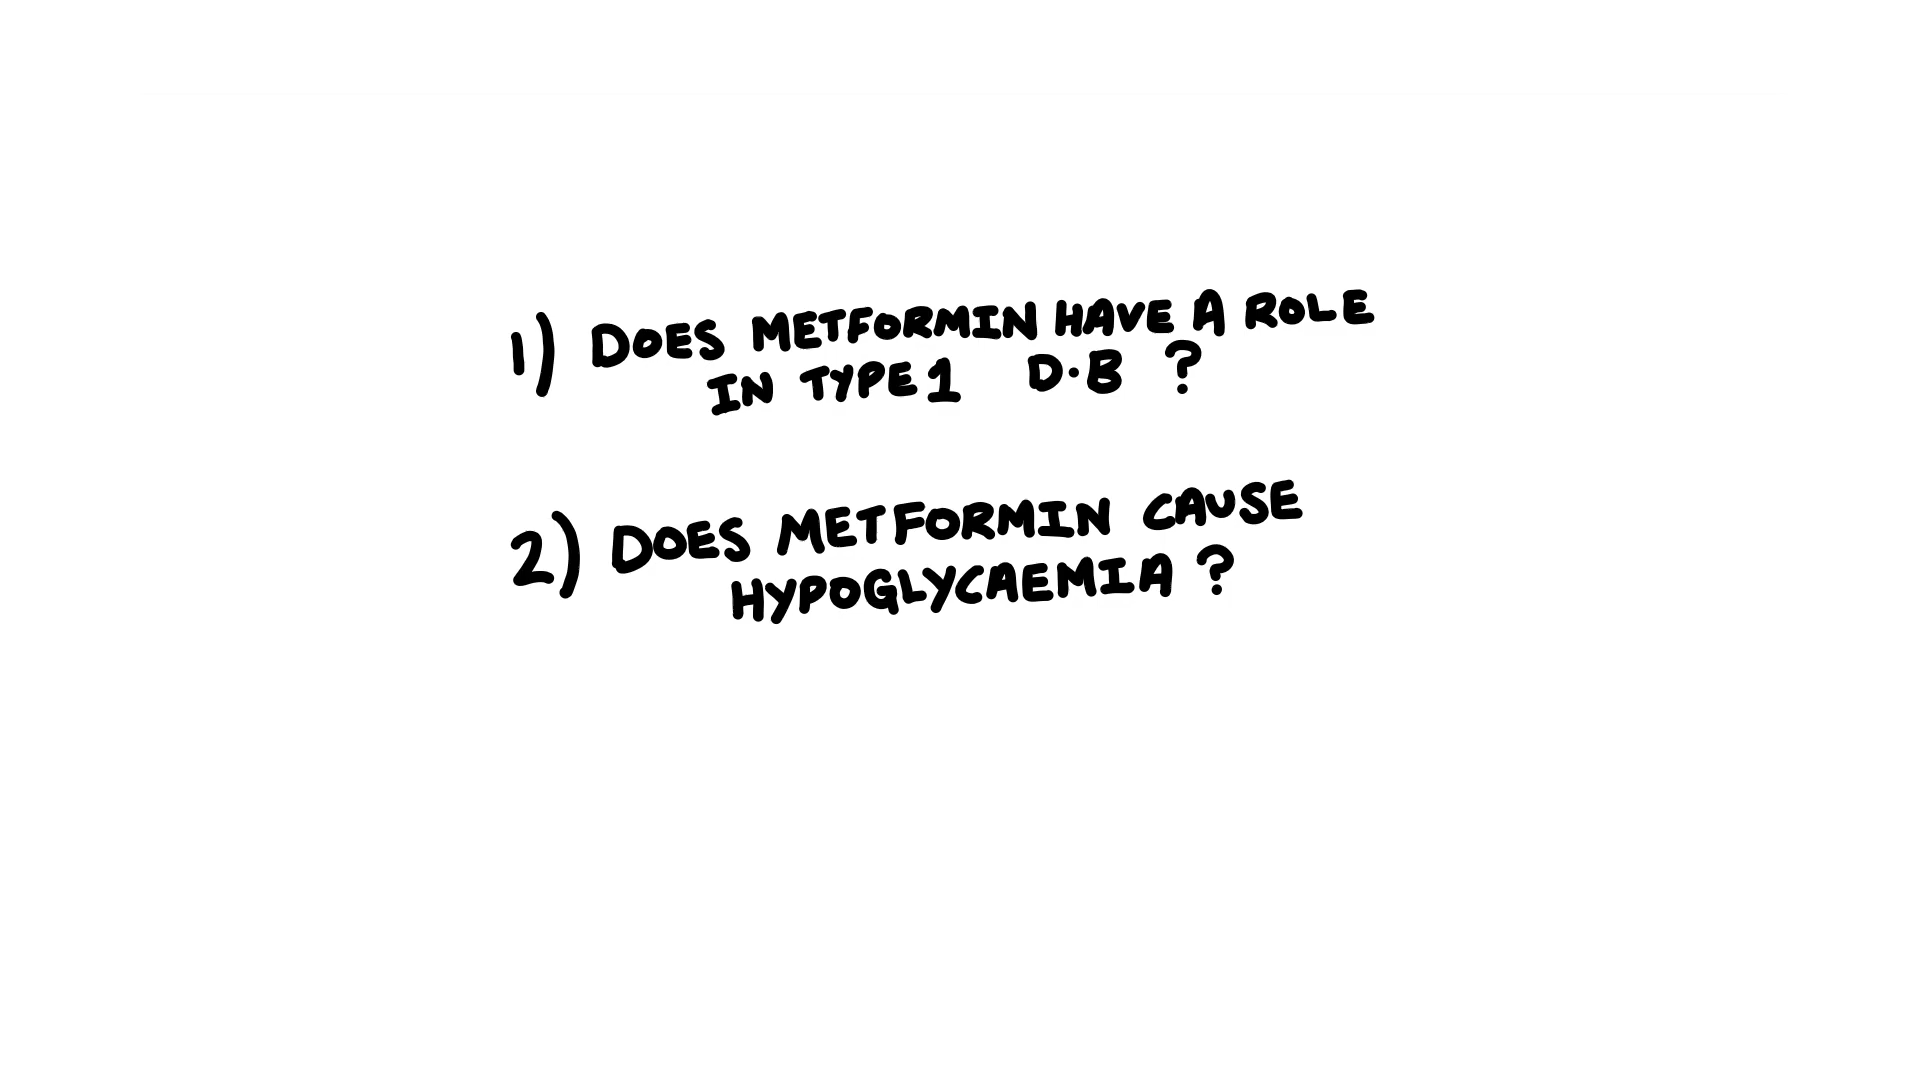 1) DOES METFORMIN HAVE A ROLE
IN TYPE 1 D.B ?
2) DOES METFORMIN CAUSE
HYPOGLYCAEMIA ?